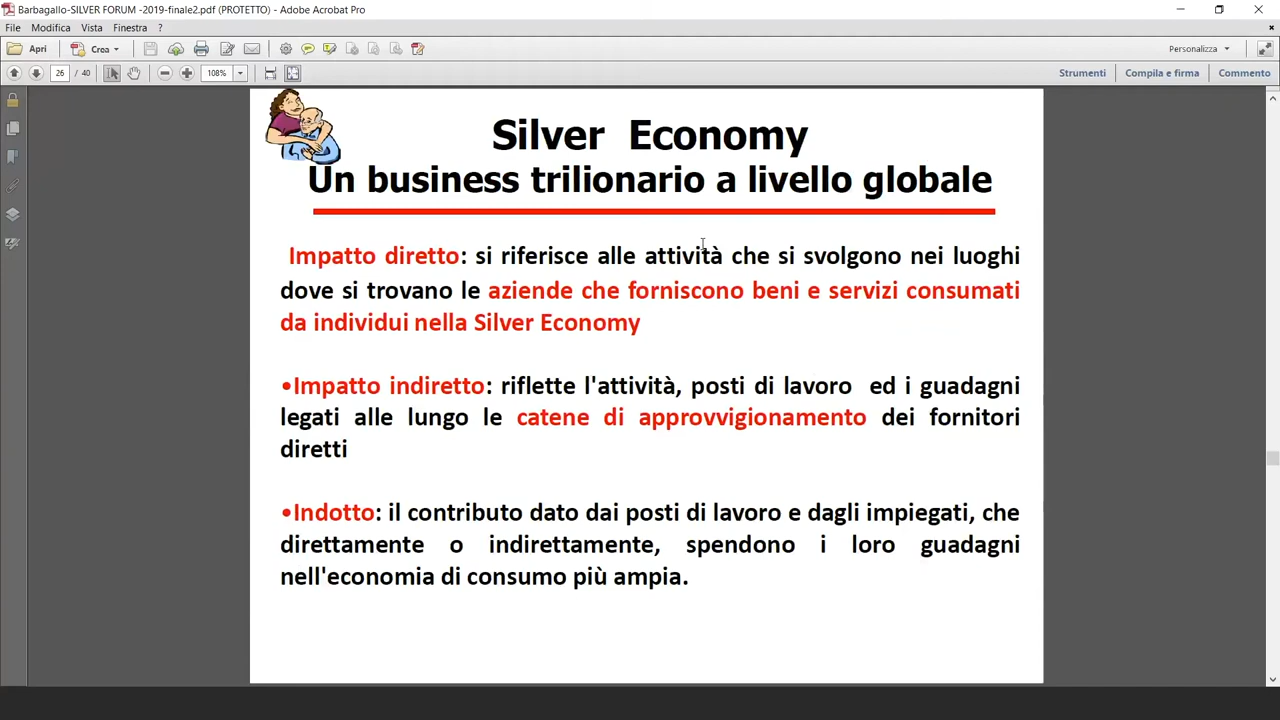 Barbagallo-SILVER FORUM -2019-finale2.pdf (PROTETTO) - Adobe Acrobat Pro
File Modifica Vista Finestra ?
Apri Crea Personalizza
26 / 40 108% Strumenti Compila e firma Commento
Silver Economy
Un business trilionario a livello globale
Impatto diretto: si riferisce alle attività che si svolgono nei luoghi
dove si trovano le aziende che forniscono beni e servizi consumati
da individui nella Silver Economy
•Impatto indiretto: riflette l'attività, posti di lavoro ed i guadagni
legati alle lungo le catene di approvvigionamento dei fornitori
diretti
•Indotto: il contributo dato dai posti di lavoro e dagli impiegati, che
direttamente o indirettamente, spendono i loro guadagni
nell'economia di consumo più ampia.